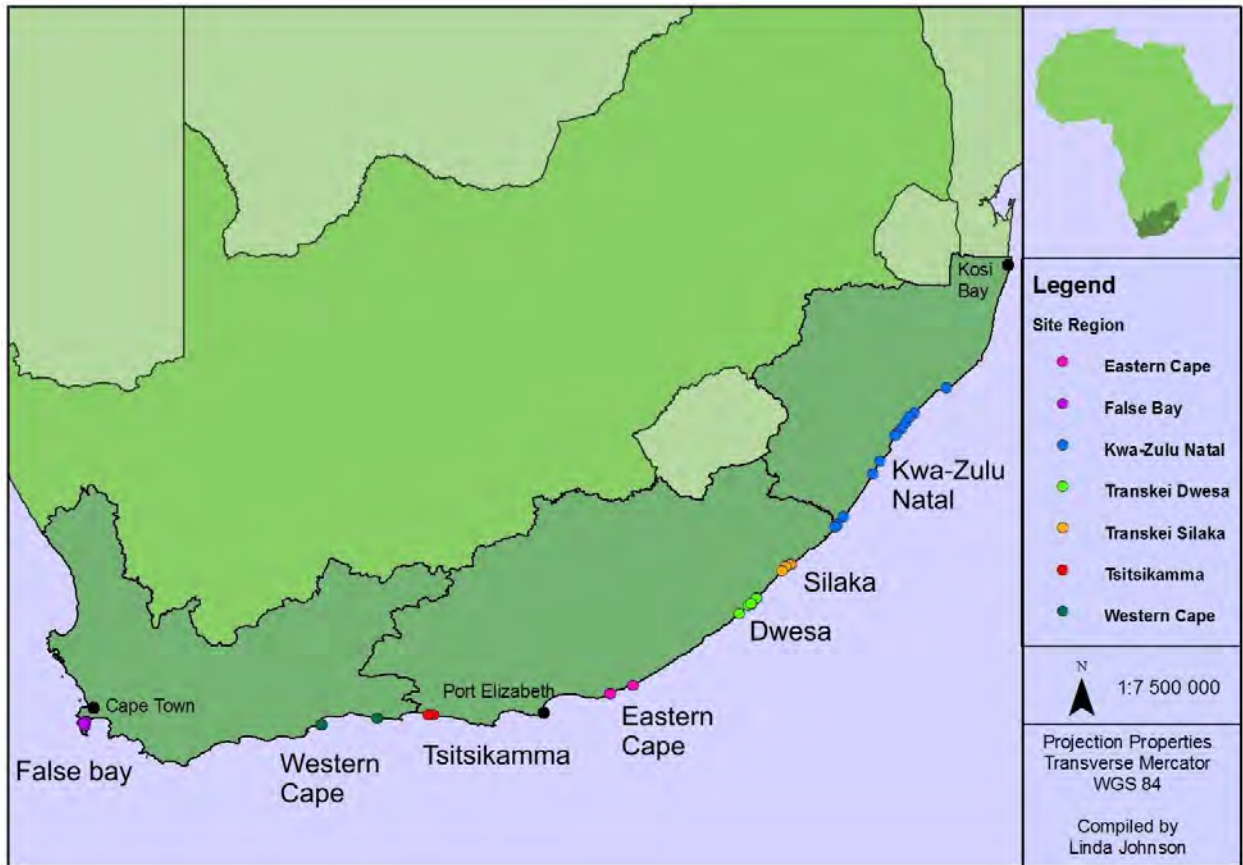 Kosi
Bay
Kwa-Zulu
Natal
Silaka
Dwesa
Port Elizabeth
Eastern
Cape
Cape Town
Tsitsikamma
Western
Cape
False bay
Legend
Site Region
Eastern Cape
False Bay
Kwa-Zulu Natal
Transkei Dwesa
Transkei Silaka
Tsitsikamma
Western Cape
N
1:7 500 000
Projection Properties
Transverse Mercator
WGS 84
Compiled by
Linda Johnson